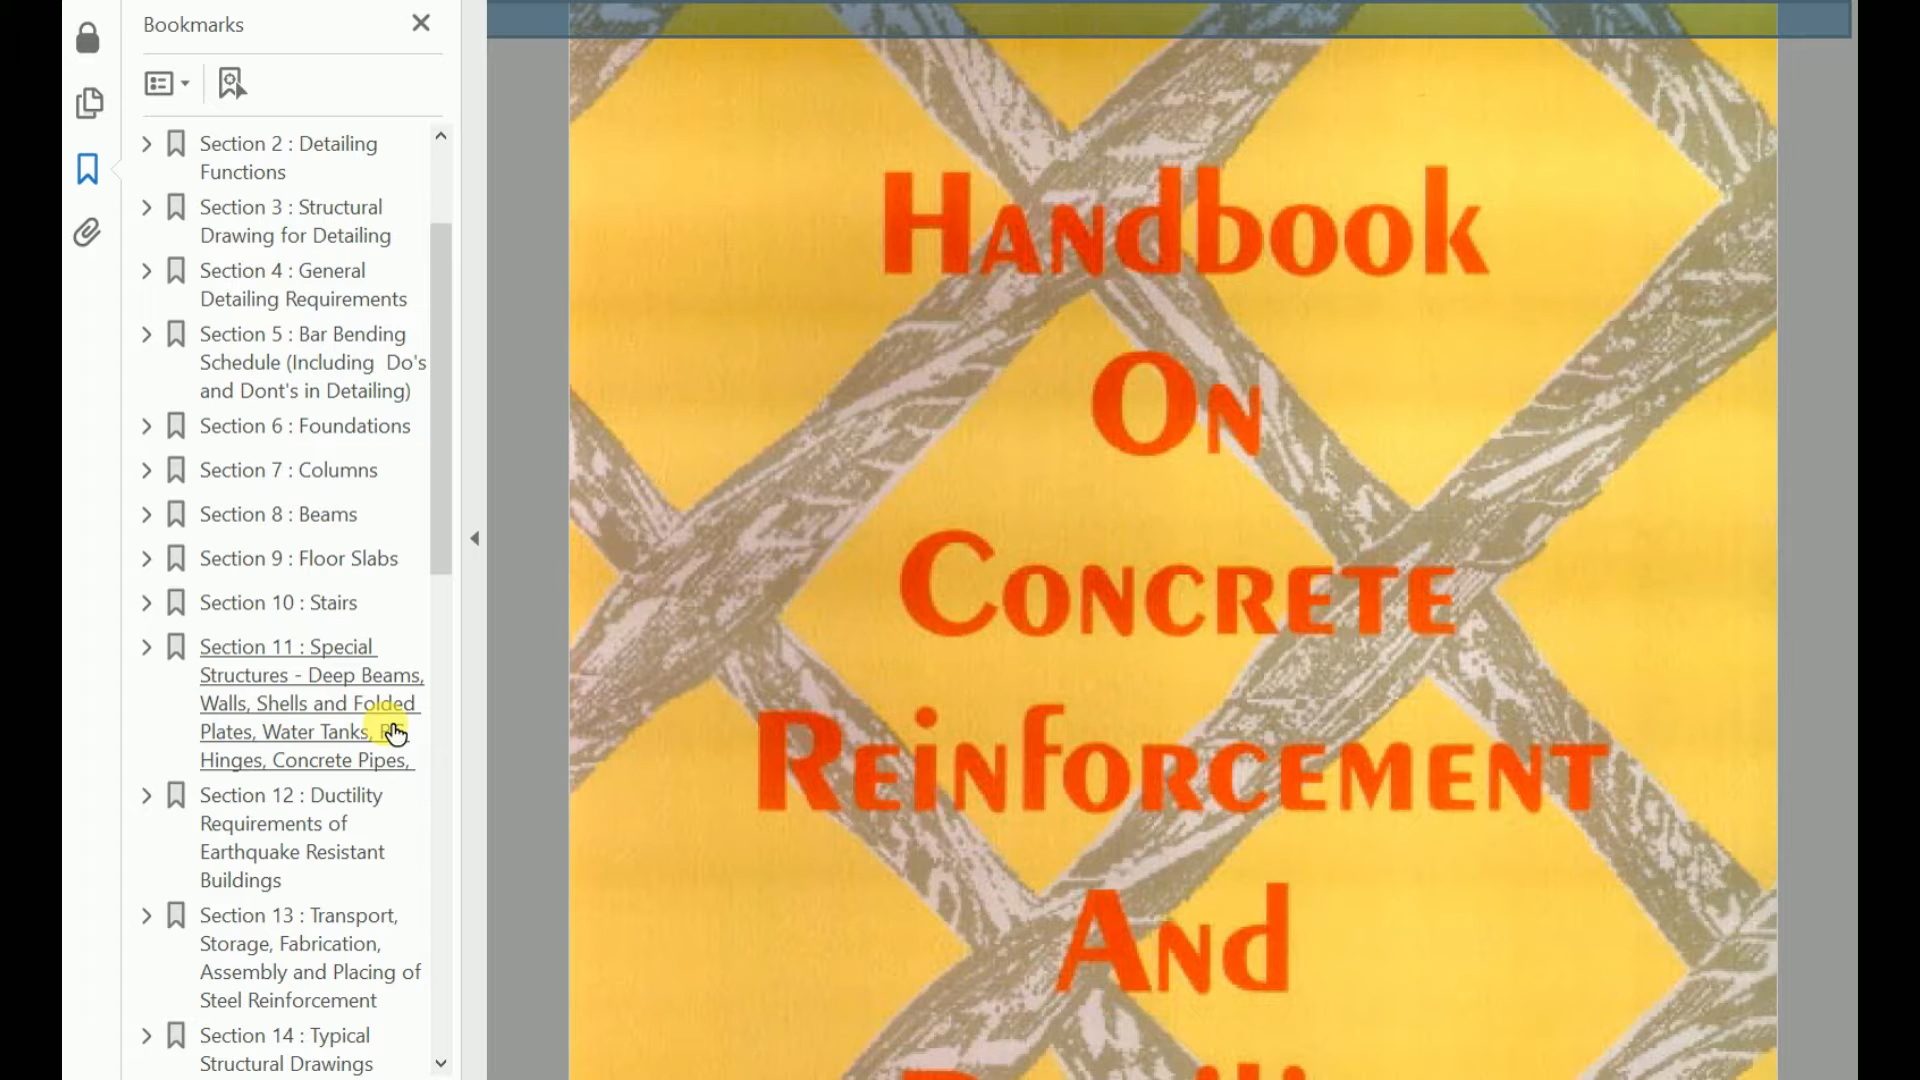 Bookmarks
Section 2 : Detailing
Functions
Section 3 : Structural
Drawing for Detailing
Section 4 : General
Detailing Requirements
Section 5 : Bar Bending
Schedule (Including  Do's
and Dont's in Detailing)
Section 6 : Foundations
Section 7 : Columns
Section 8 : Beams
Section 9 : Floor Slabs
Section 10 : Stairs
Section 11 : Special
Structures - Deep Beams,
Walls, Shells and Folded
Plates, Water Tanks,
Hinges, Concrete Pipes,
Section 12 : Ductility
Requirements of
Earthquake Resistant
Buildings
Section 13 : Transport,
Storage, Fabrication,
Assembly and Placing of
Steel Reinforcement
Section 14 : Typical
Structural Drawings
Handbook
On
Concrete
Reinforcement
And